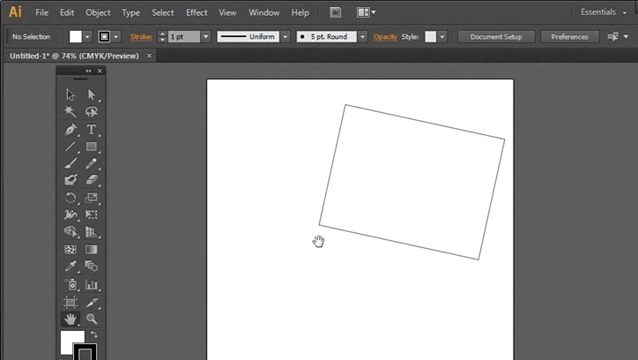 Ai File Edit Object Type Select Effect View Window Help Essentials
No Selection Stroke: 1 pt Uniform 5 pt. Round Opacity Style: Document Setup Preferences
Untitled-1* @ 74% (CMYK/Preview) ×
T